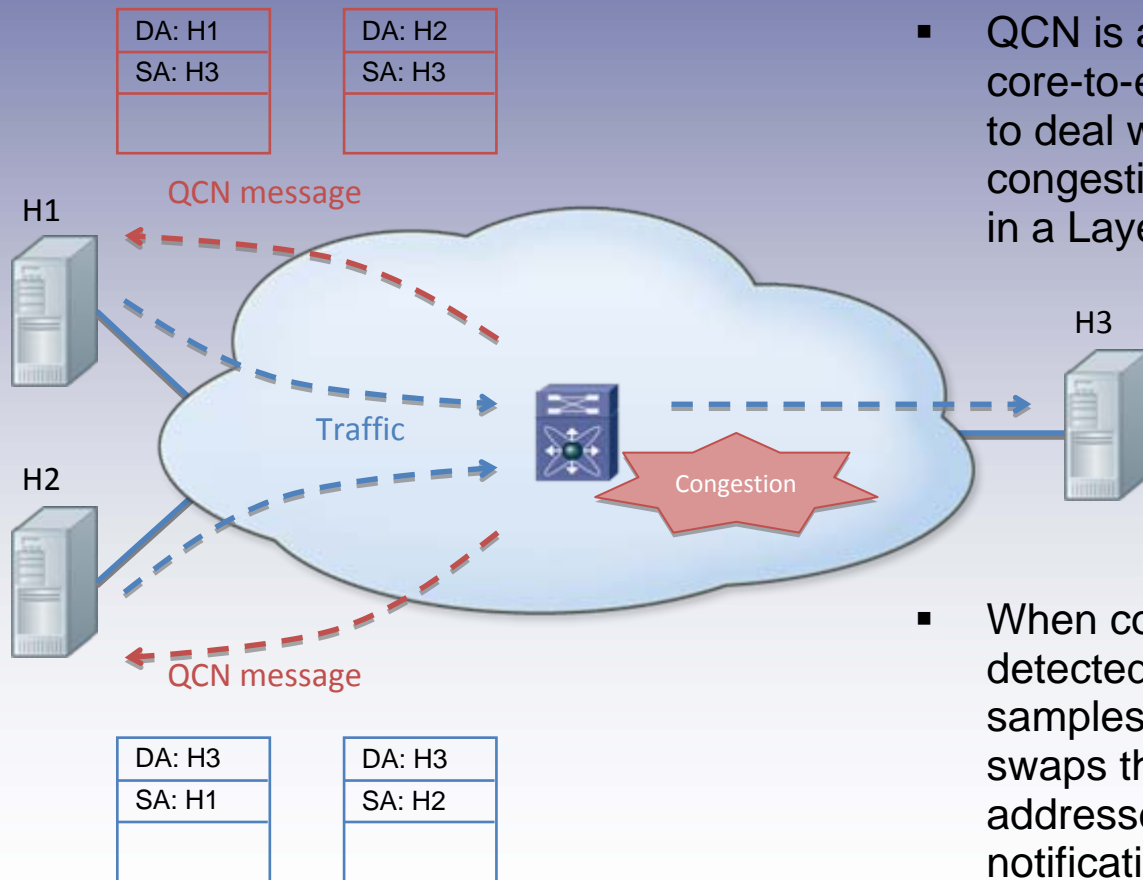 DA: H1
SA: H3
DA: H2
SA: H3
QCN message
H1
Traffic
H2
QCN message
Congestion
H3
DA: H3
SA: H1
DA: H3
SA: H2
QCN is
core-to-
to deal
congesti
in a Laye
When
detected
samples
swaps
addresse
notificati